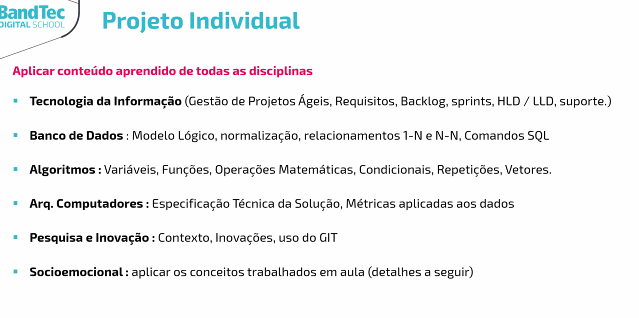 BandTec
DIGITAL SCHOOL
Projeto Individual
Aplicar conteúdo aprendido de todas as disciplinas
▪ Tecnologia da Informação (Gestão de Projetos Ágeis, Requisitos, Backlog, sprints, HLD / LLD, suporte.)
▪ Banco de Dados : Modelo Lógico, normalização, relacionamentos 1-N e N-N, Comandos SQL
▪ Algoritmos : Variáveis, Funções, Operações Matemáticas, Condicionais, Repetições, Vetores.
▪ Arq. Computadores : Especificação Técnica da Solução, Métricas aplicadas aos dados
▪ Pesquisa e Inovação : Contexto, Inovações, uso do GIT
▪ Socioemocional : aplicar os conceitos trabalhados em aula (detalhes a seguir)